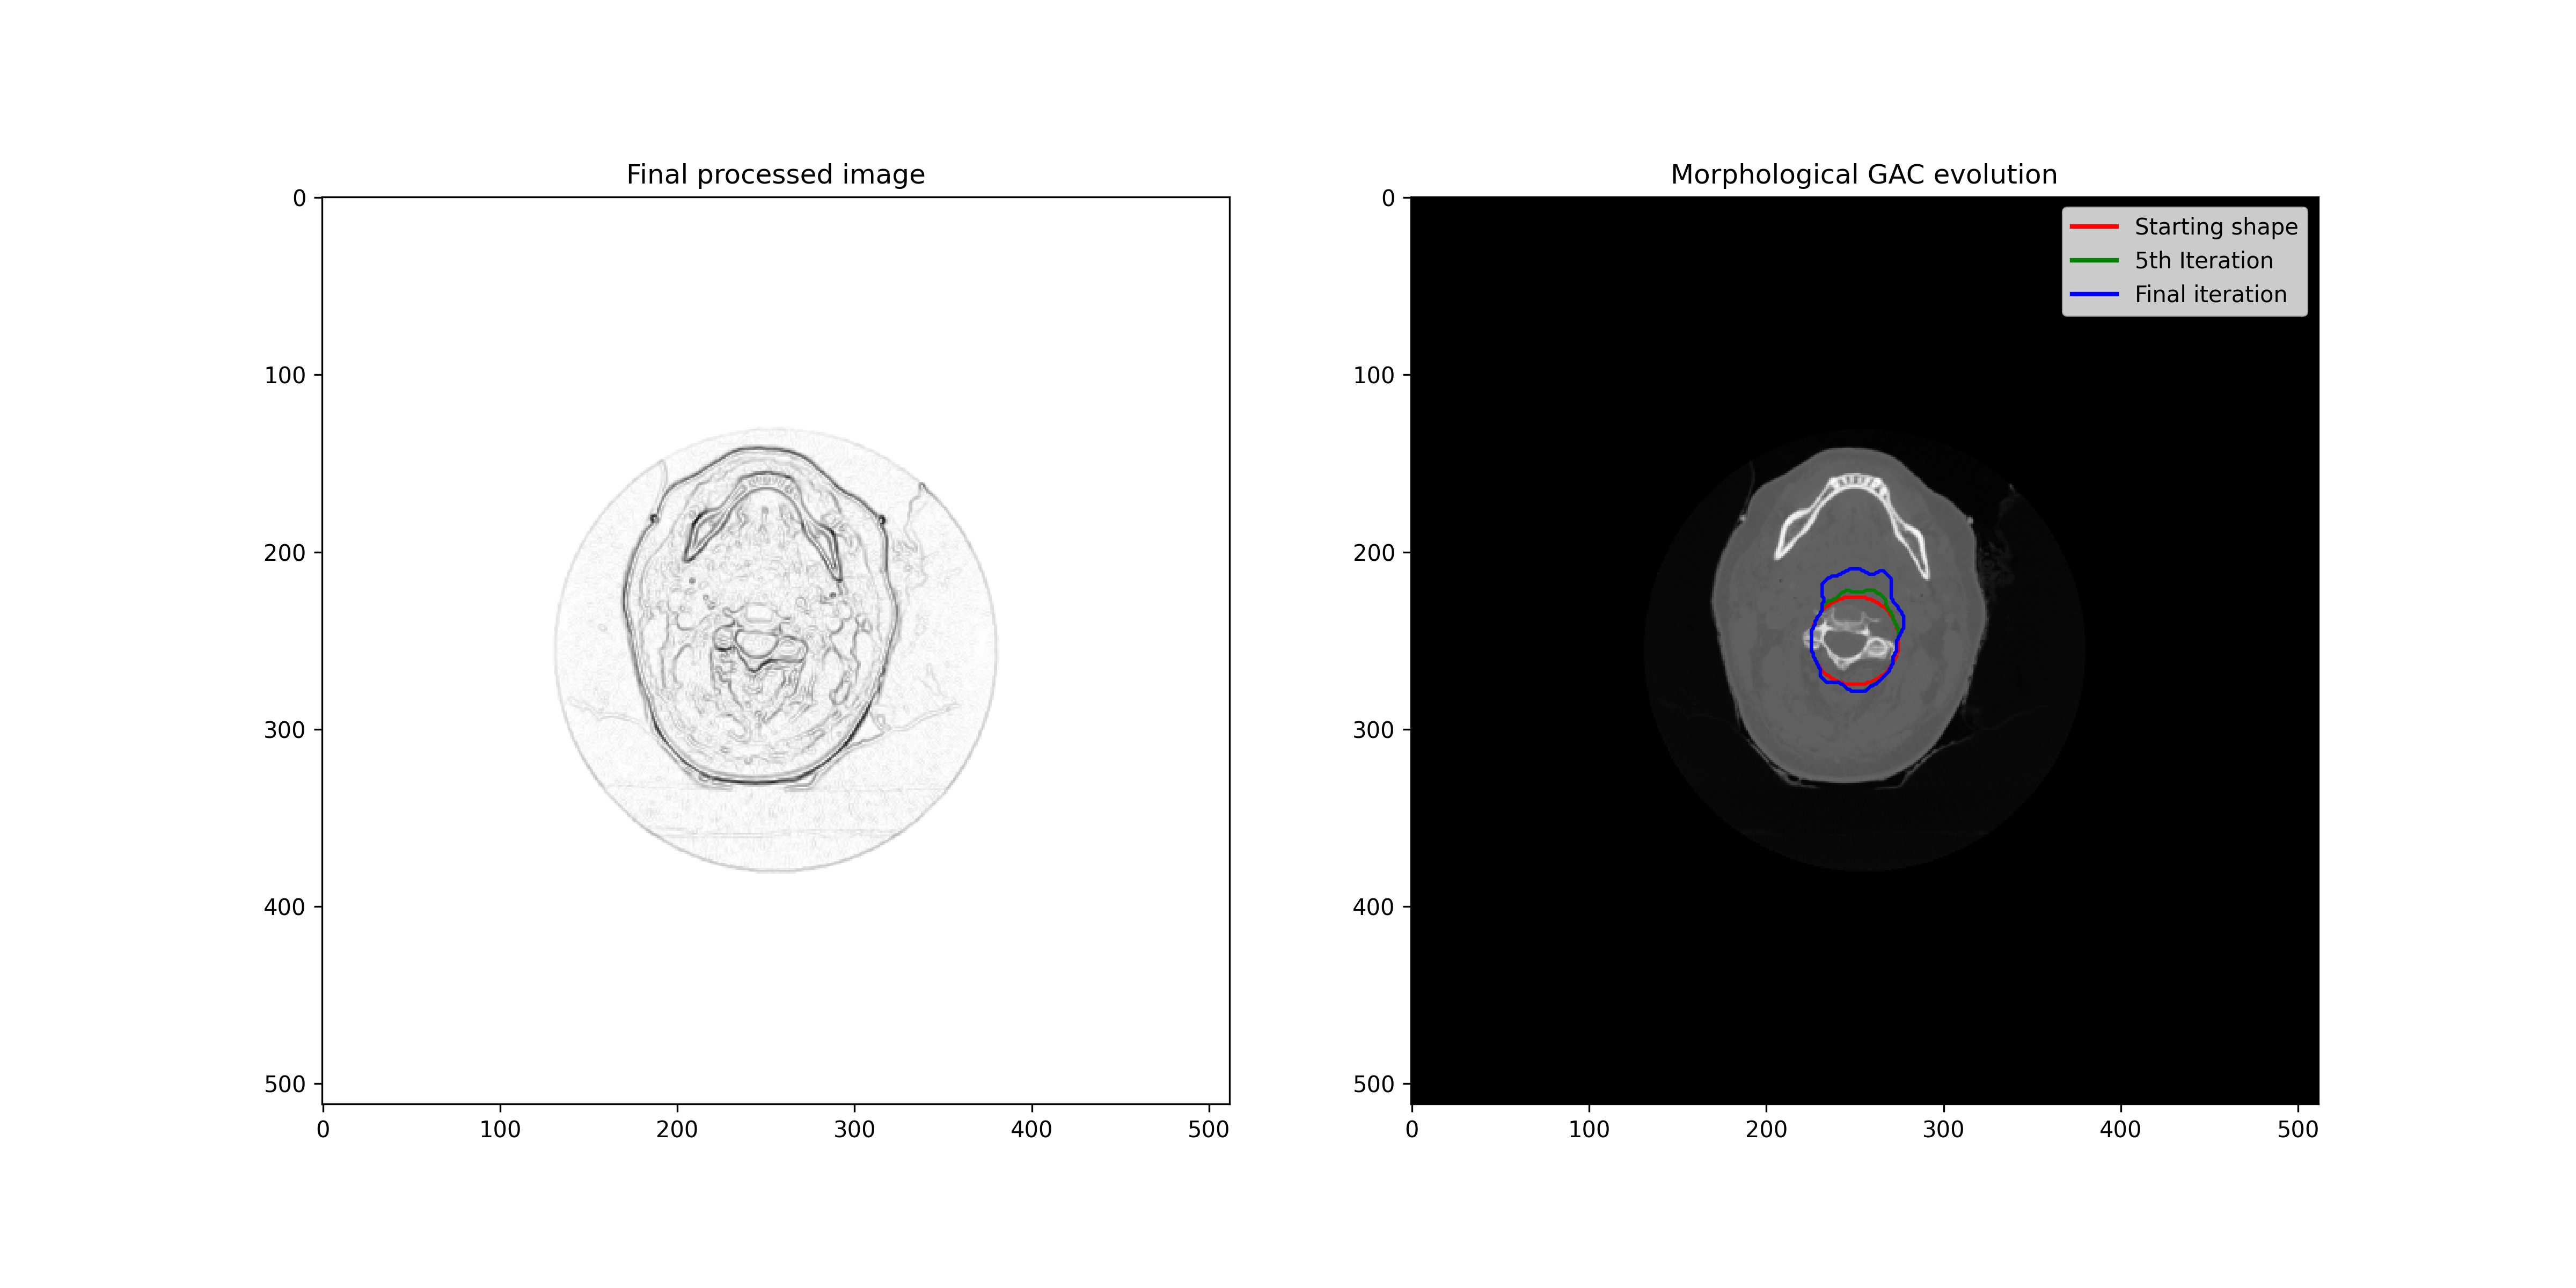 Final processed image
0
100
200
300
400
500
0 100 200 300 400 500
Morphological GAC evolution
Starting shape
5th Iteration
Final iteration
0
100
200
300
400
500
0 100 200 300 400 500